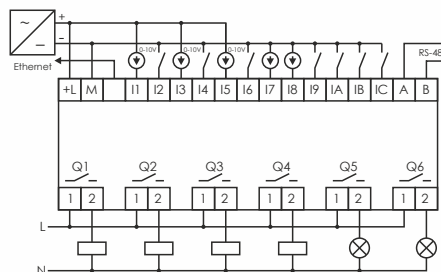 +
−
~
−
0-10V 0-10V 0-10V
Ethernet
RS-48
+L M I1 I2 I3 I4 I5 I6 I7 I8 I9 IA IB IC A B
Q1 Q2 Q3 Q4 Q5 Q6
1 2 1 2 1 2 1 2 1 2 1 2
L
N